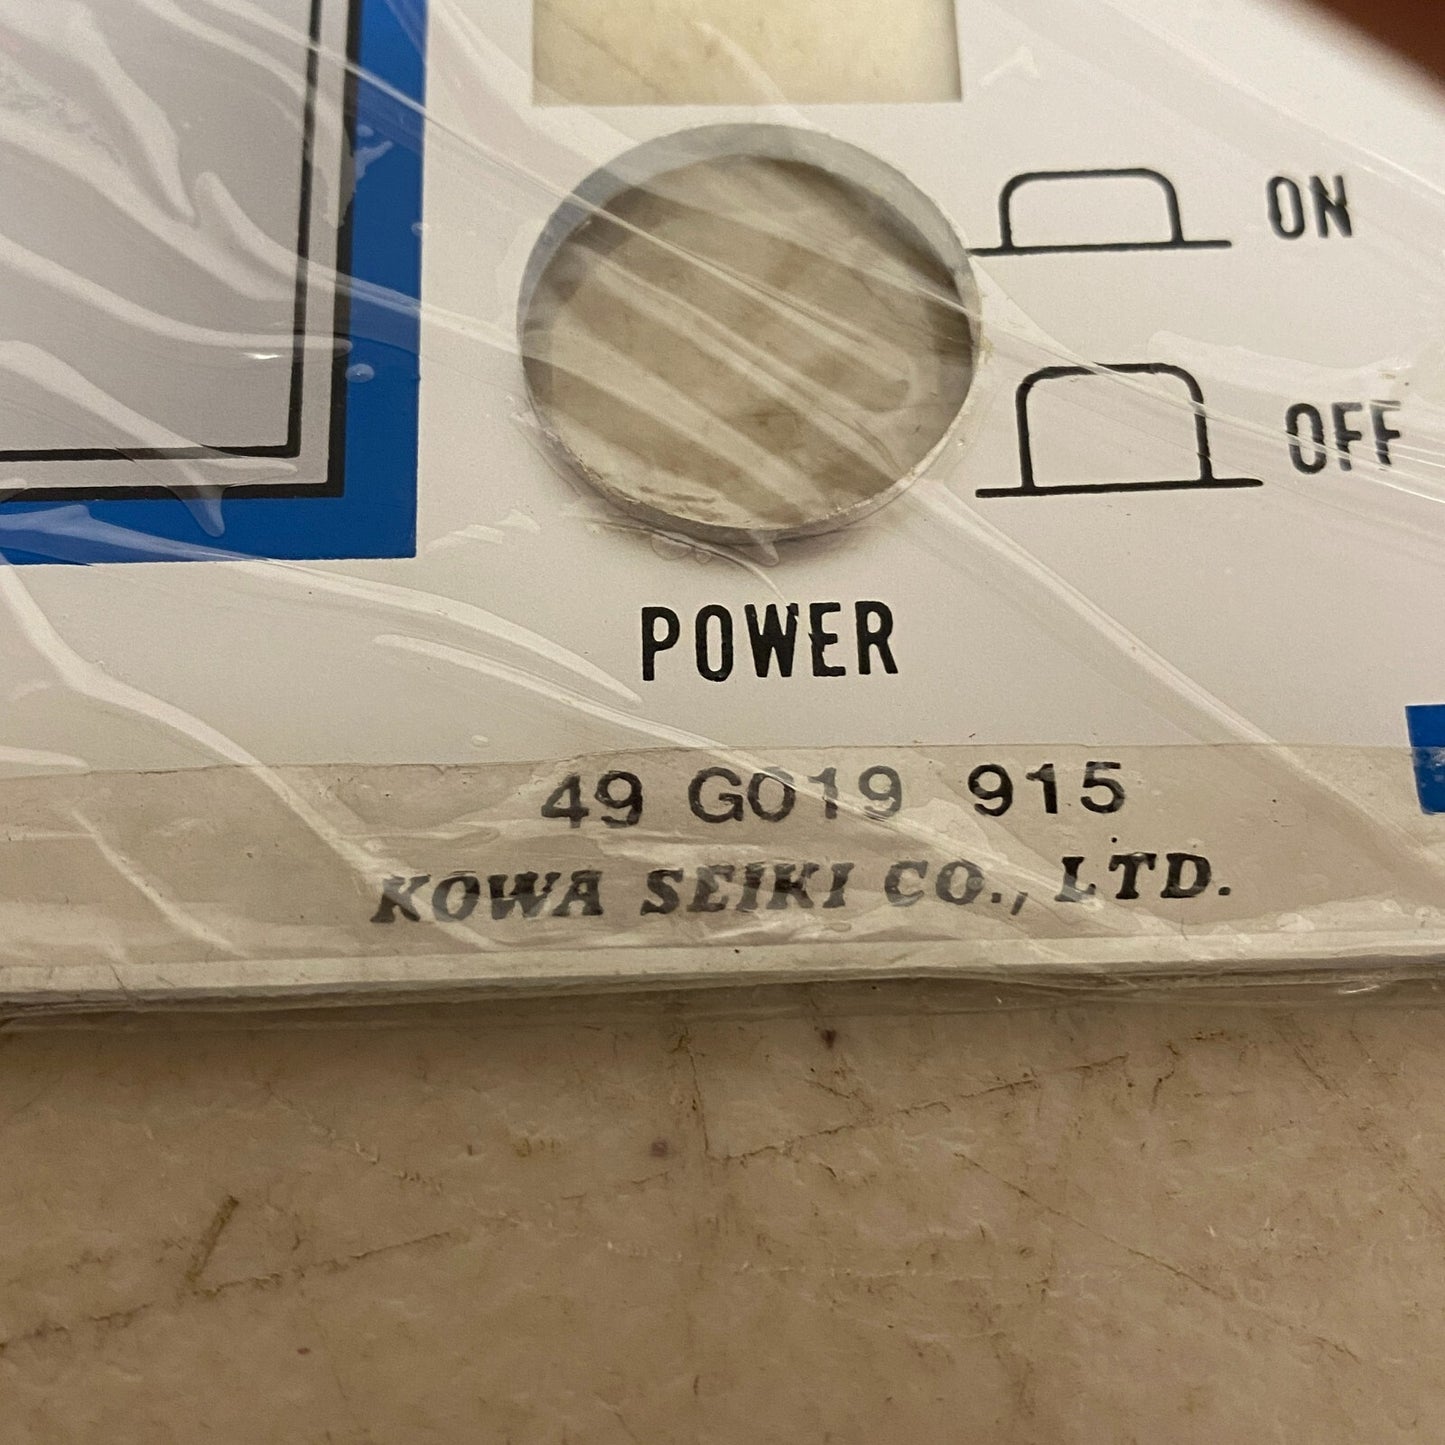 ON
OFF
POWER
49 G019 915
KOWA SEIKI CO., LTD.